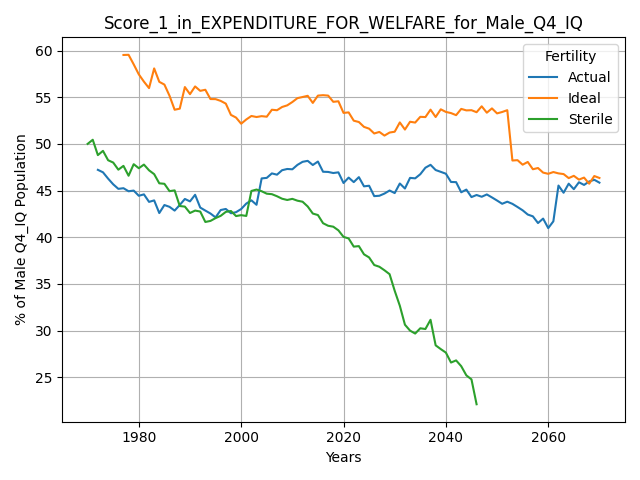 Score_1_in_EXPENDITURE_FOR_WELFARE_for_Male_Q4_IQ
% of Male Q4_IQ Population
60
55
50
45
40
35
30
25
Fertility
Actual
Ideal
Sterile
1980
2000
2020
2040
2060
Years